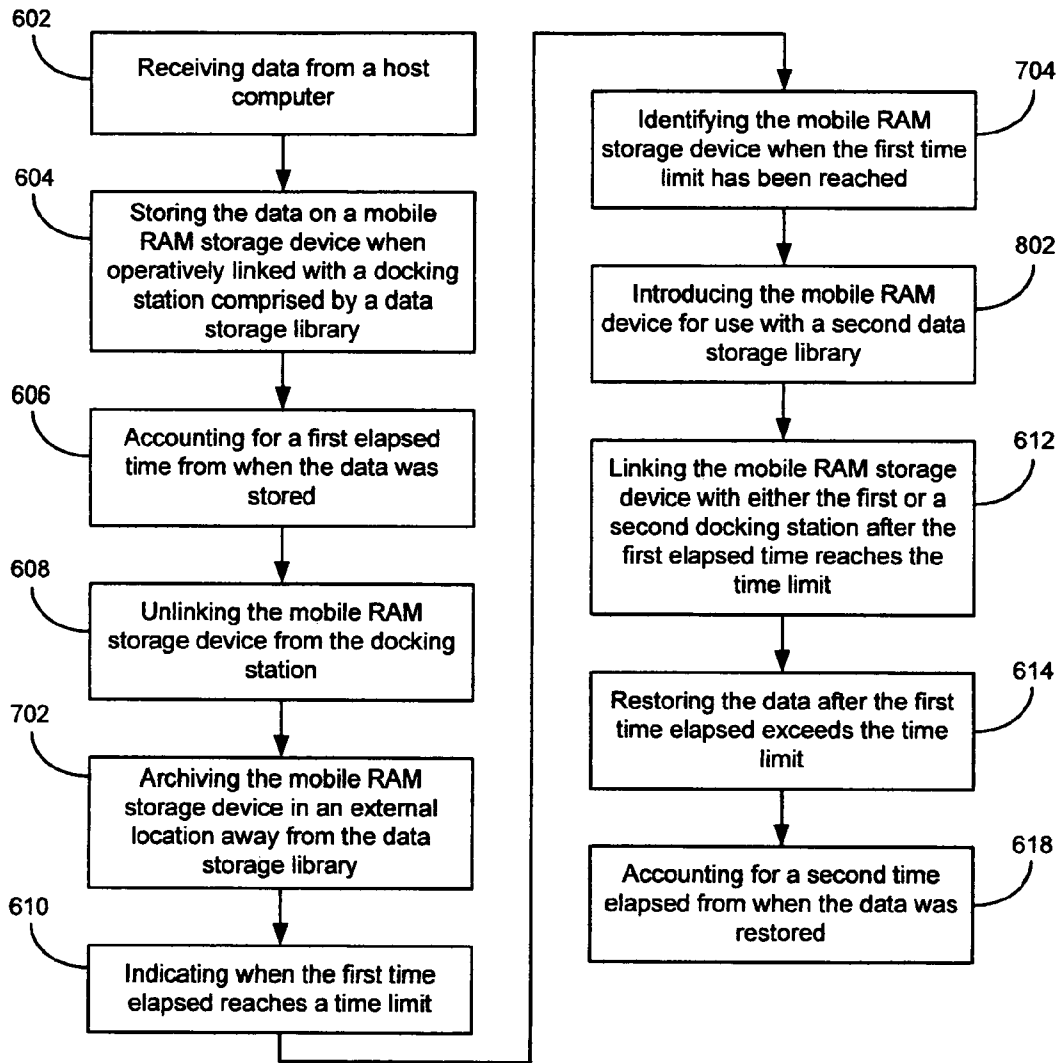 602
Receiving data from a host
computer
604
Storing the data on a mobile
RAM storage device when
operatively linked with a docking
station comprised by a data
storage library
606
Accounting for a first elapsed
time from when the data was
stored
608
Unlinking the mobile RAM
storage device from the docking
station
702
Archiving the mobile RAM
storage device in an external
location away from the data
storage library
610
Indicating when the first time
elapsed reaches a time limit
704
Identifying the mobile RAM
storage device when the first time
limit has been reached
802
Introducing the mobile RAM
device for use with a second data
storage library
612
Linking the mobile RAM storage
device with either the first or a
second docking station after the
first elapsed time reaches the
time limit
614
Restoring the data after the first
time elapsed exceeds the time
limit
618
Accounting for a second time
elapsed from when the data was
restored